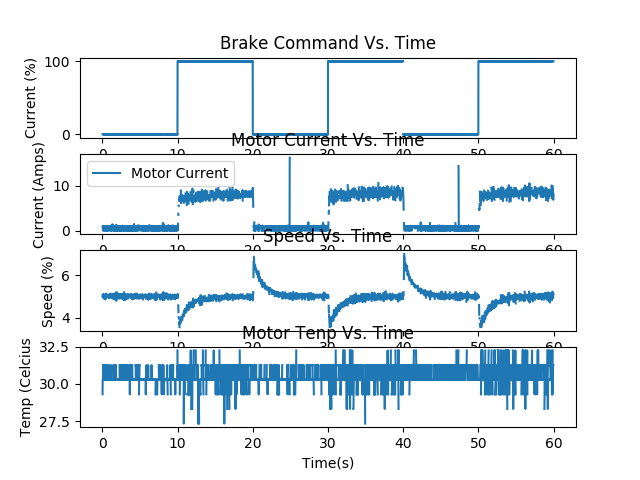 Brake Command Vs. Time
Current (%)
100
0
0 10 20 30 40 50 60
Motor Current Vs. Time
Current (Amps)
10
0
Motor Current
0 10 20 30 40 50 60
Speed Vs. Time
Speed (%)
6
4
Motor Tenp Vs. Time
Temp (Celcius
32.5
30.0
27.5
0 10 20 30 40 50 60
Time(s)